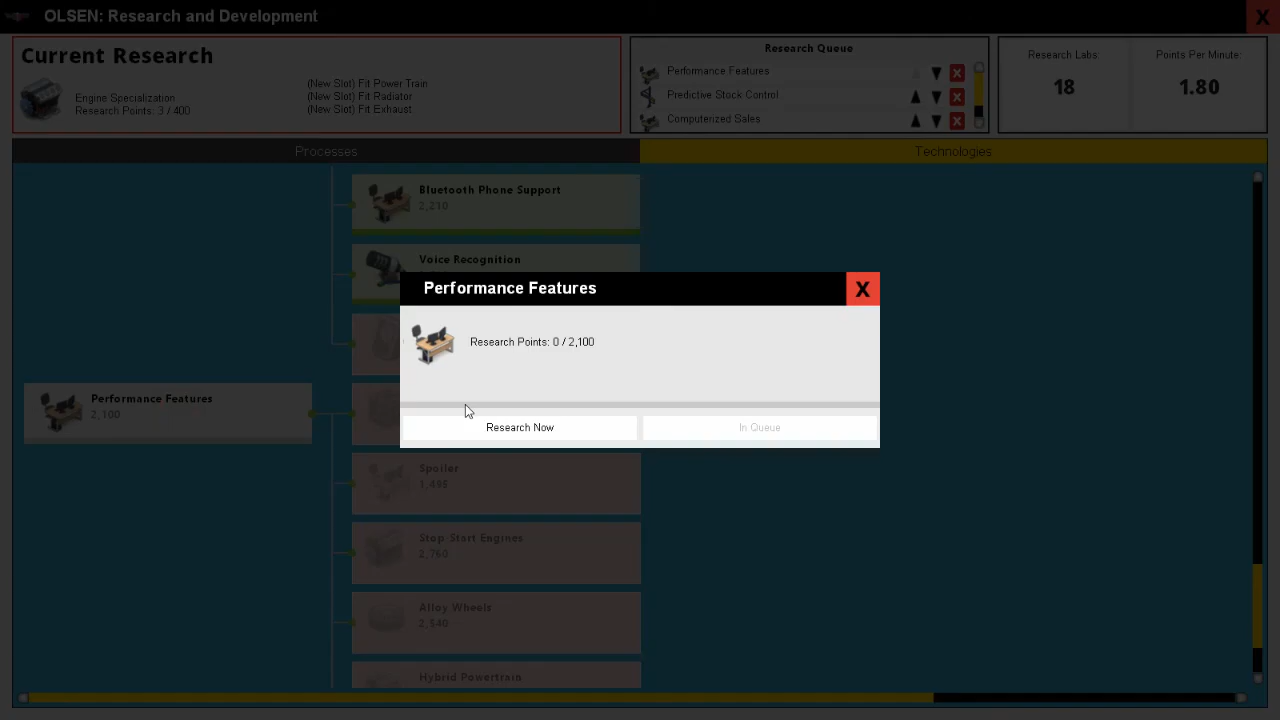 OLSEN: Research and Development
X
Current Research
Engine Specialization
Research Points: 3 / 400
(New Slot) Fit Power Train
(New Slot) Fit Radiator
(New Slot) Fit Exhaust
Research Queue
Performance Features
Predictive Stock Control
Computerized Sales
Research Labs:
18
Points Per Minute:
1.80
Processes
Technologies
Bluetooth Phone Support
2,210
Voice Recognition
Performance Features
X
Research Points: 0 / 2,100
Research Now
In Queue
Performance Features
2,100
Spoiler
1,495
Stop-Start Engines
2,760
Alloy Wheels
2,540
Hybrid Powertrain